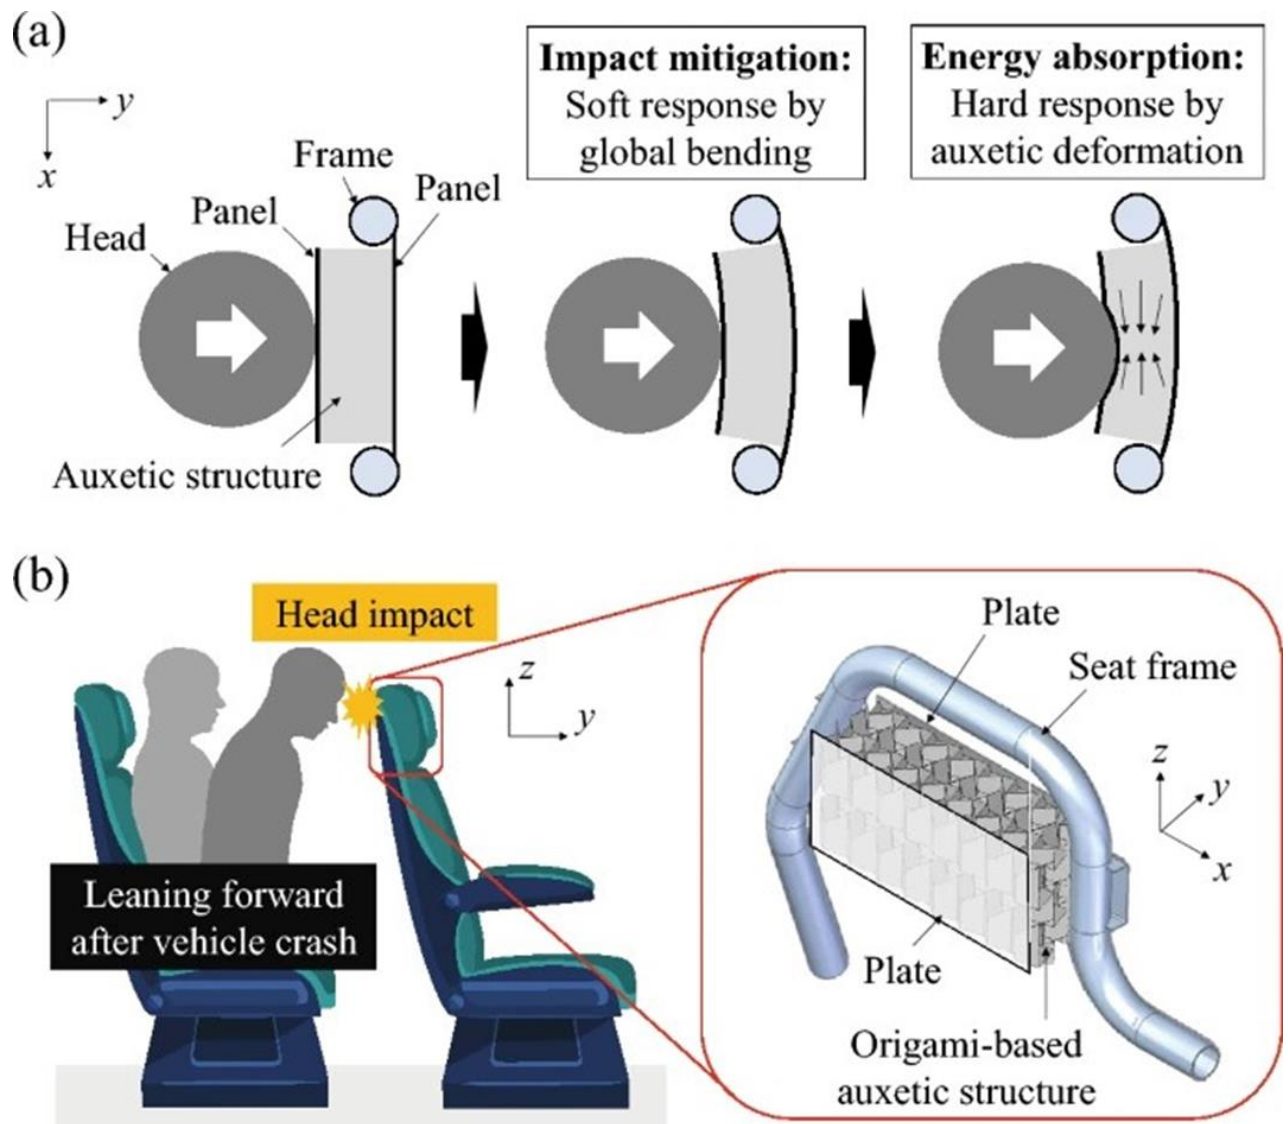 (a)
y
x
Frame
Panel
Panel
Head
Auxetic structure
Impact mitigation:
Soft response by
global bending
Energy absorption:
Hard response by
auxetic deformation
(b)
Head impact
z
y
Leaning forward
after vehicle crash
Plate
Seat frame
z
y
x
Plate
Origami-based
auxetic structure